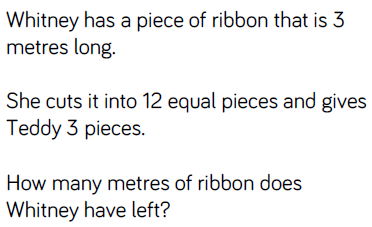 Whitney has a piece of ribbon that is 3
metres long.
She cuts it into 12 equal pieces and gives
Teddy 3 pieces.
How many metres of ribbon does
Whitney have left?